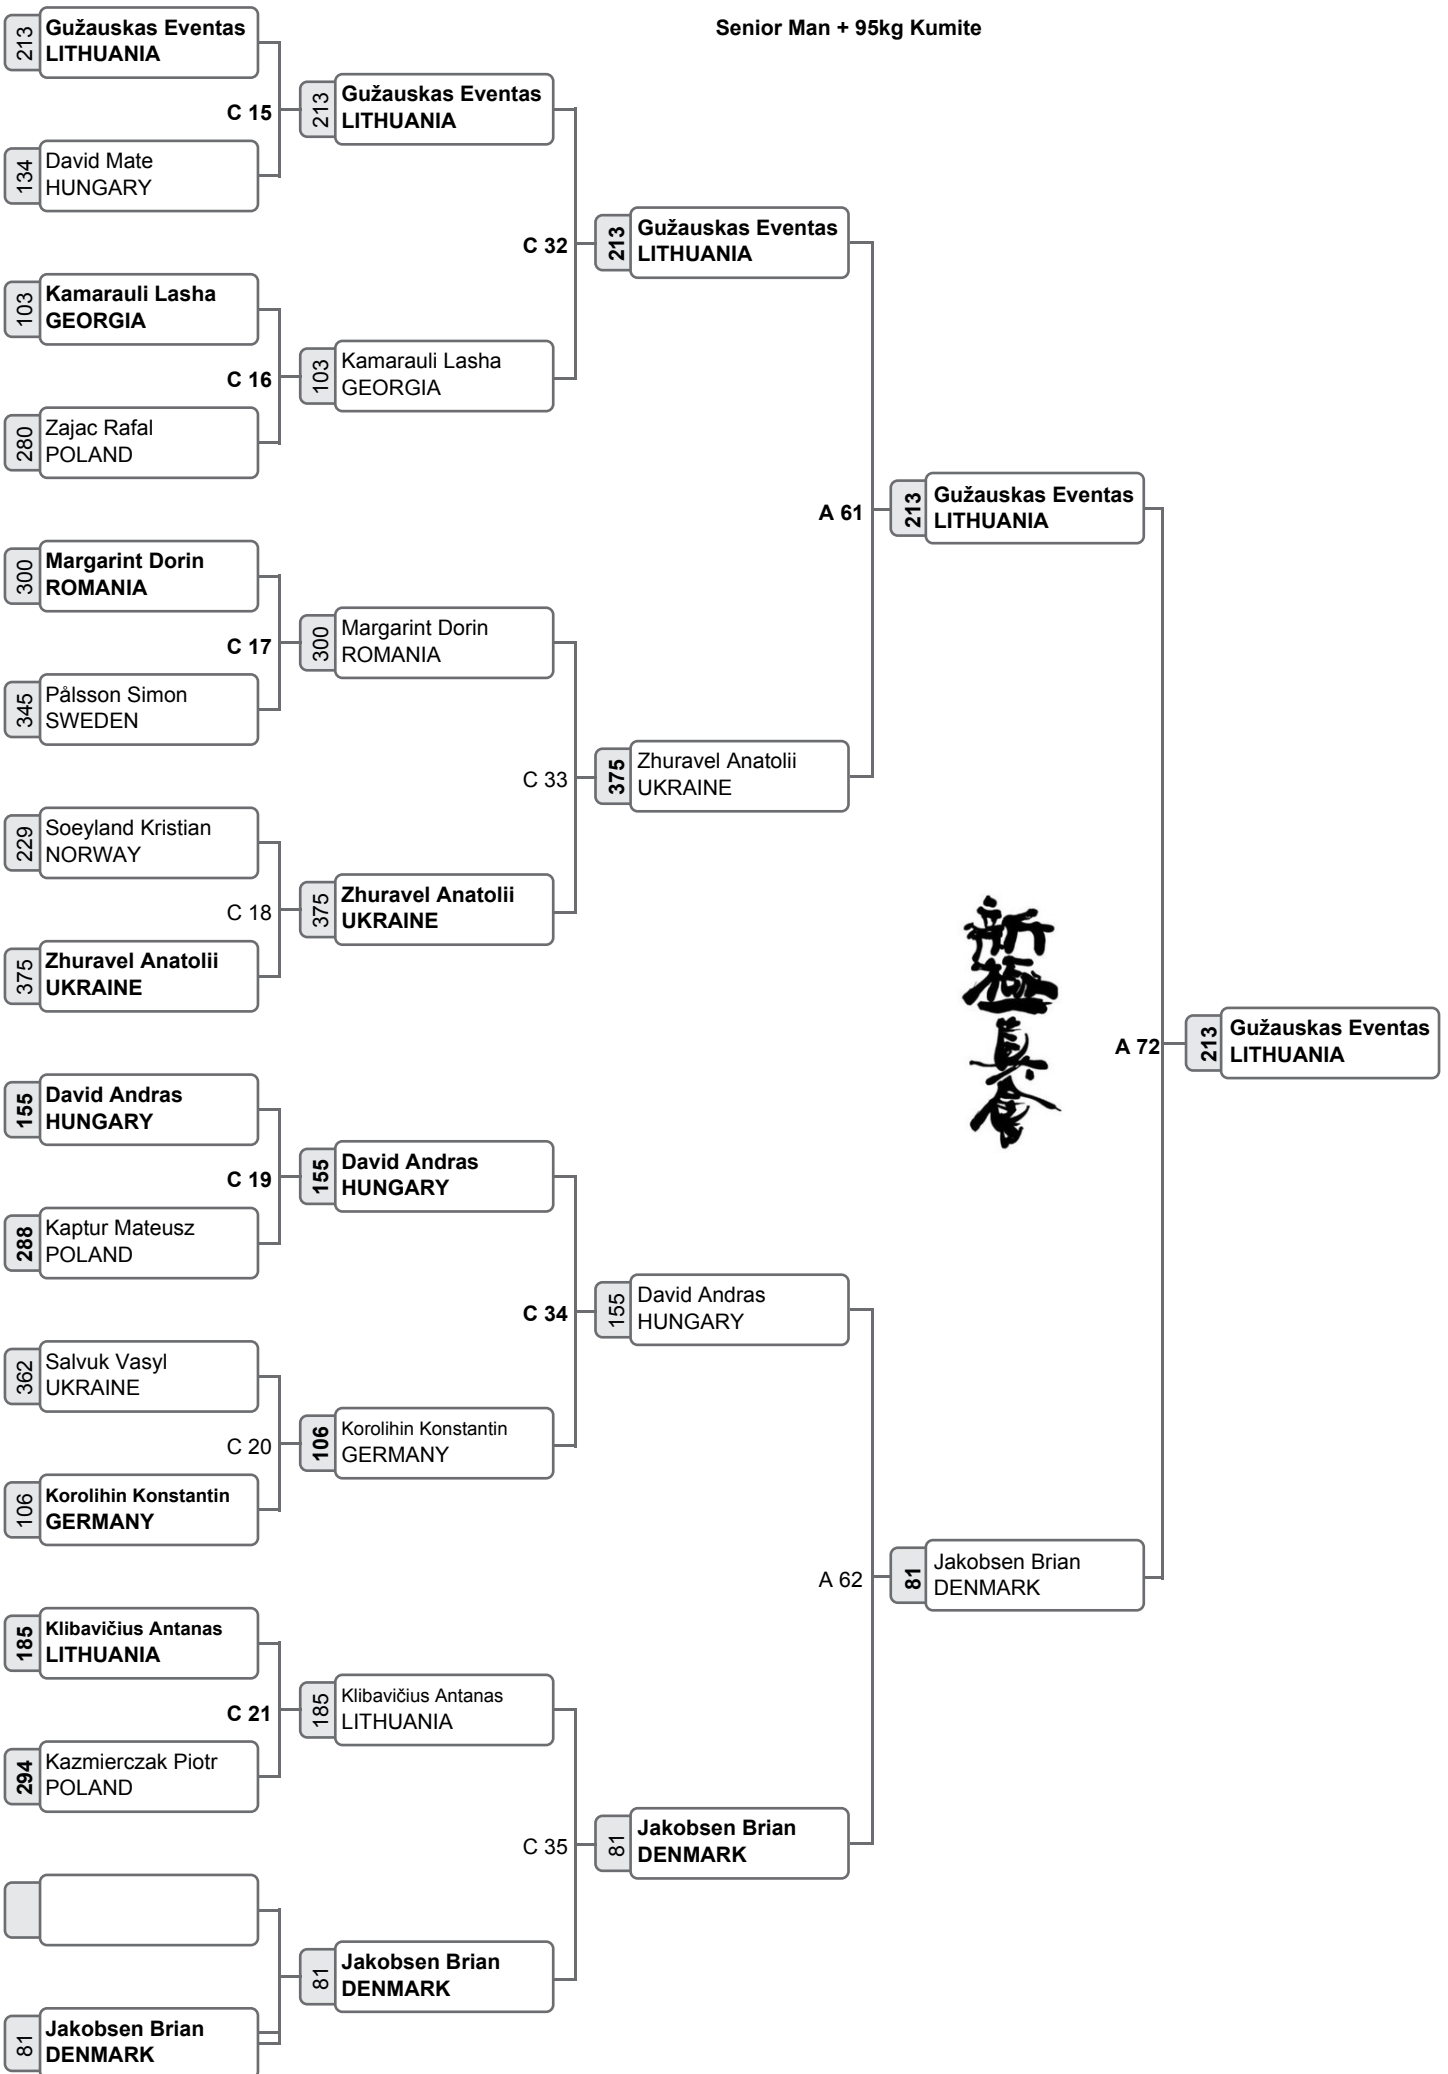 Senior Man + 95kg Kumite
213
Gužauskas Eventas
LITHUANIA
C 15
134
David Mate
HUNGARY
213
Gužauskas Eventas
LITHUANIA
C 32
103
Kamarauli Lasha
GEORGIA
C 16
280
Zajac Rafal
POLAND
103
Kamarauli Lasha
GEORGIA
213
Gužauskas Eventas
LITHUANIA
A 61
300
Margarint Dorin
ROMANIA
C 17
345
Pålsson Simon
SWEDEN
300
Margarint Dorin
ROMANIA
C 33
229
Soeyland Kristian
NORWAY
C 18
375
Zhuravel Anatolii
UKRAINE
375
Zhuravel Anatolii
UKRAINE
375
Zhuravel Anatolii
UKRAINE
213
Gužauskas Eventas
LITHUANIA
新極真会
A 72
213
Gužauskas Eventas
LITHUANIA
155
David Andras
HUNGARY
C 19
288
Kaptur Mateusz
POLAND
155
David Andras
HUNGARY
C 34
362
Salvuk Vasyl
UKRAINE
C 20
106
Korolihin Konstantin
GERMANY
106
Korolihin Konstantin
GERMANY
155
David Andras
HUNGARY
A 62
185
Klibavičius Antanas
LITHUANIA
C 21
294
Kazmierczak Piotr
POLAND
185
Klibavičius Antanas
LITHUANIA
C 35
81
Jakobsen Brian
DENMARK
81
Jakobsen Brian
DENMARK
81
Jakobsen Brian
DENMARK
81
Jakobsen Brian
DENMARK